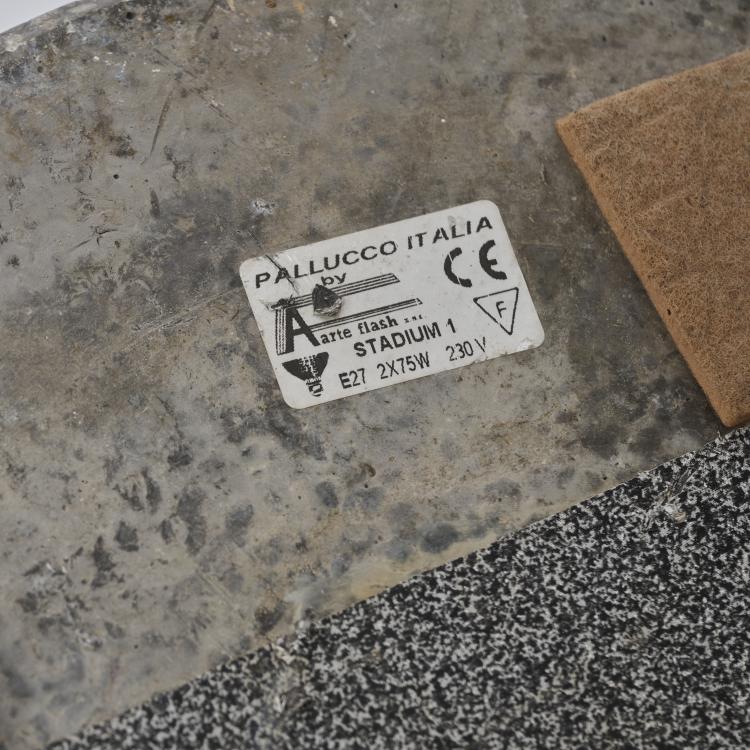 PALLUCCO ITALIA
by
CE
F
A arte flash s.n.c.
STADIUM 1
E27 2X75W 230 V